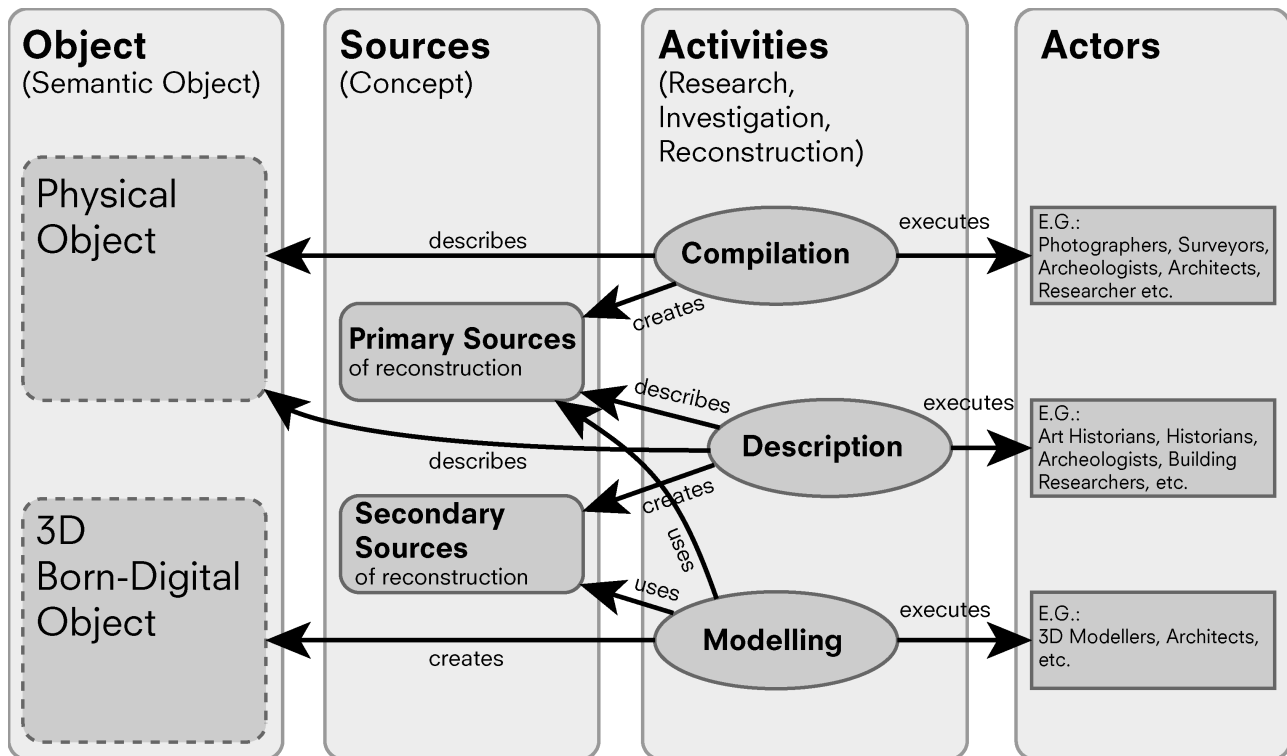 Object
(Semantic Object)
Physical
Object
3D
Born-Digital
Object
Sources
(Concept)
describes
Primary Sources
of reconstruction
describes
Secondary
Sources
of reconstruction
creates
Activities
(Research,
Investigation,
Reconstruction)
Compilation
creates
describes
Description
creates
uses
uses
Modelling
executes
executes
executes
Actors
E.G.:
Photographers, Surveyors,
Archeologists, Architects,
Researcher etc.
E.G.:
Art Historians, Historians,
Archeologists, Building
Researchers, etc.
E.G.:
3D Modellers, Architects,
etc.